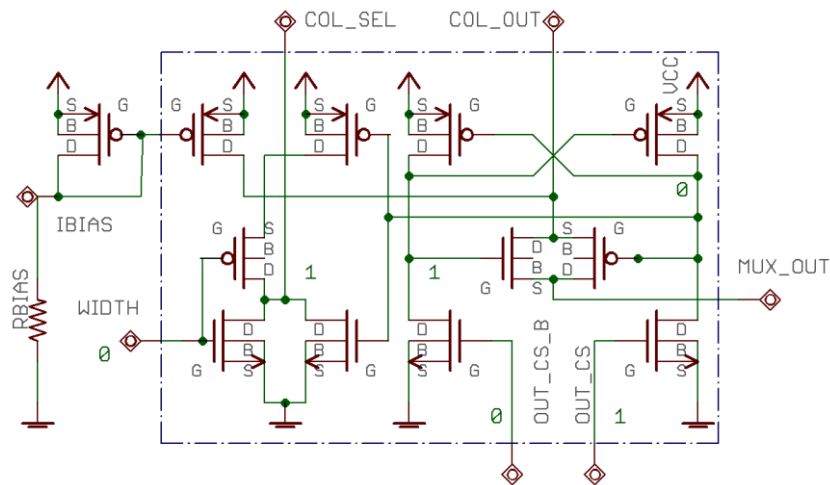 COL_SEL COL_OUT
VCC
S G G S S G G S
B B B B
D D D D
0
IBIAS
G S D S G
B B B
D S D
1 1 G MUX_OUT
RBIAS
WIDTH
0
D D D D
B B B B
G S S G S G G S
OUT_CS_B
OUT_CS
0 1